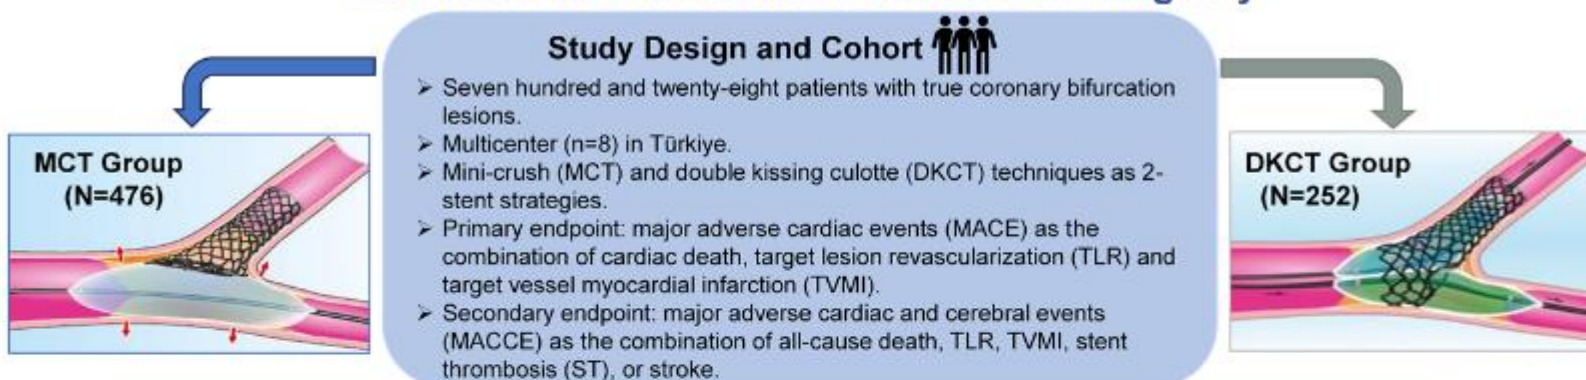 Study Design and Cohort
➢ Seven hundred and twenty-eight patients with true coronary bifurcation
lesions.
➢ Multicenter (n=8) in Türkiye.
➢ Mini-crush (MCT) and double kissing culotte (DKCT) techniques as 2-
stent strategies.
➢ Primary endpoint: major adverse cardiac events (MACE) as the
combination of cardiac death, target lesion revascularization (TLR) and
target vessel myocardial infarction (TVMI).
➢ Secondary endpoint: major adverse cardiac and cerebral events
(MACCE) as the combination of all-cause death, TLR, TVMI, stent
thrombosis (ST), or stroke.
MCT Group
(N=476)
DKCT Group
(N=252)